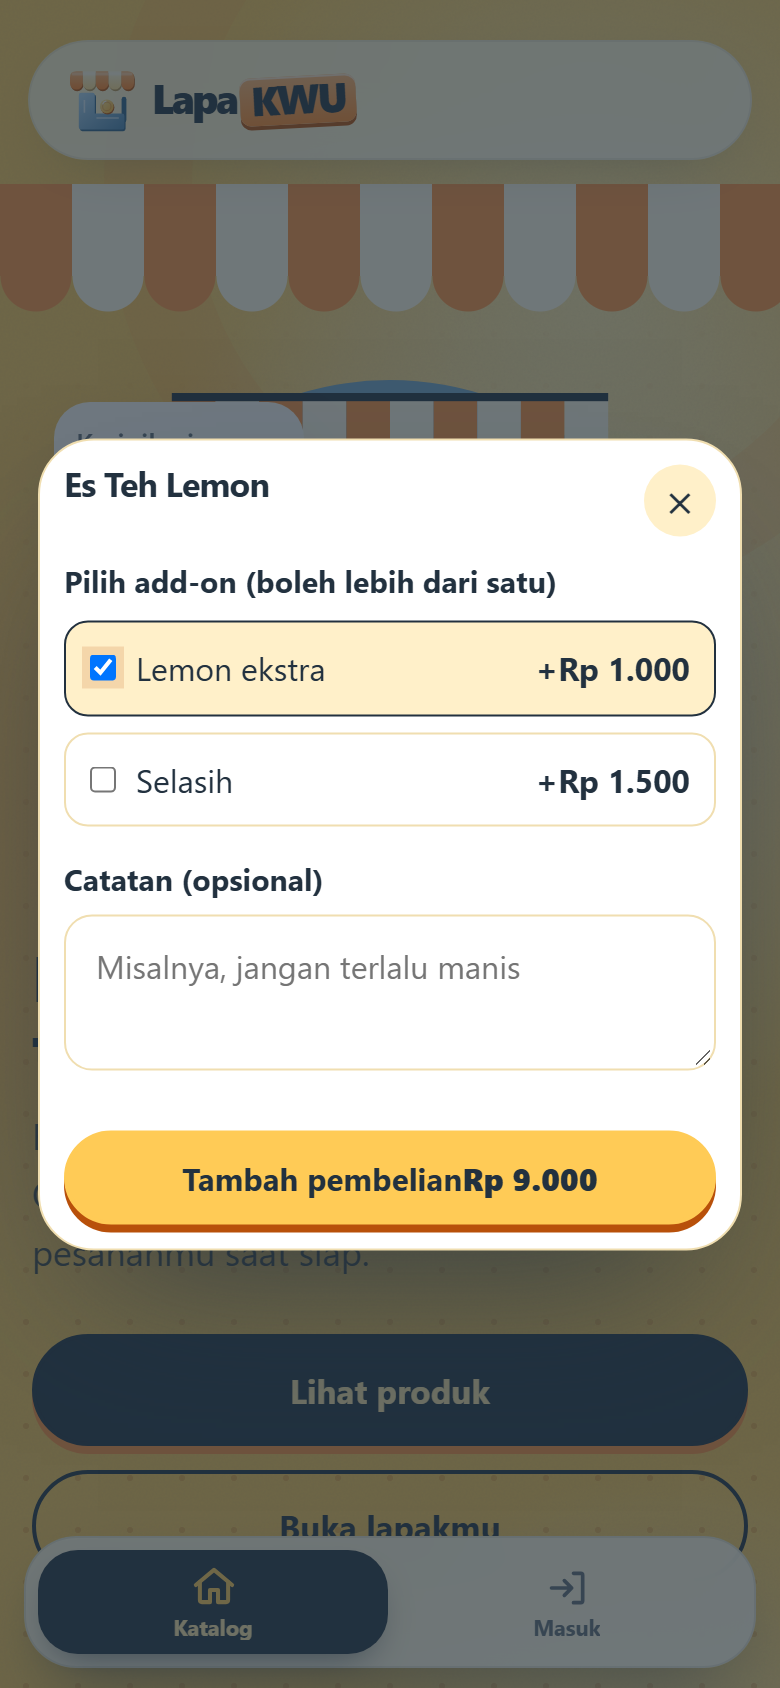 Lapa KWU
Es Teh Lemon
Pilih add-on (boleh lebih dari satu)
Lemon ekstra +Rp 1.000
Selasih +Rp 1.500
Catatan (opsional)
Misalnya, jangan terlalu manis
Tambah pembelianRp 9.000
pesananmu saat siap.
Lihat produk
Buka lapakmu
Katalog
Masuk